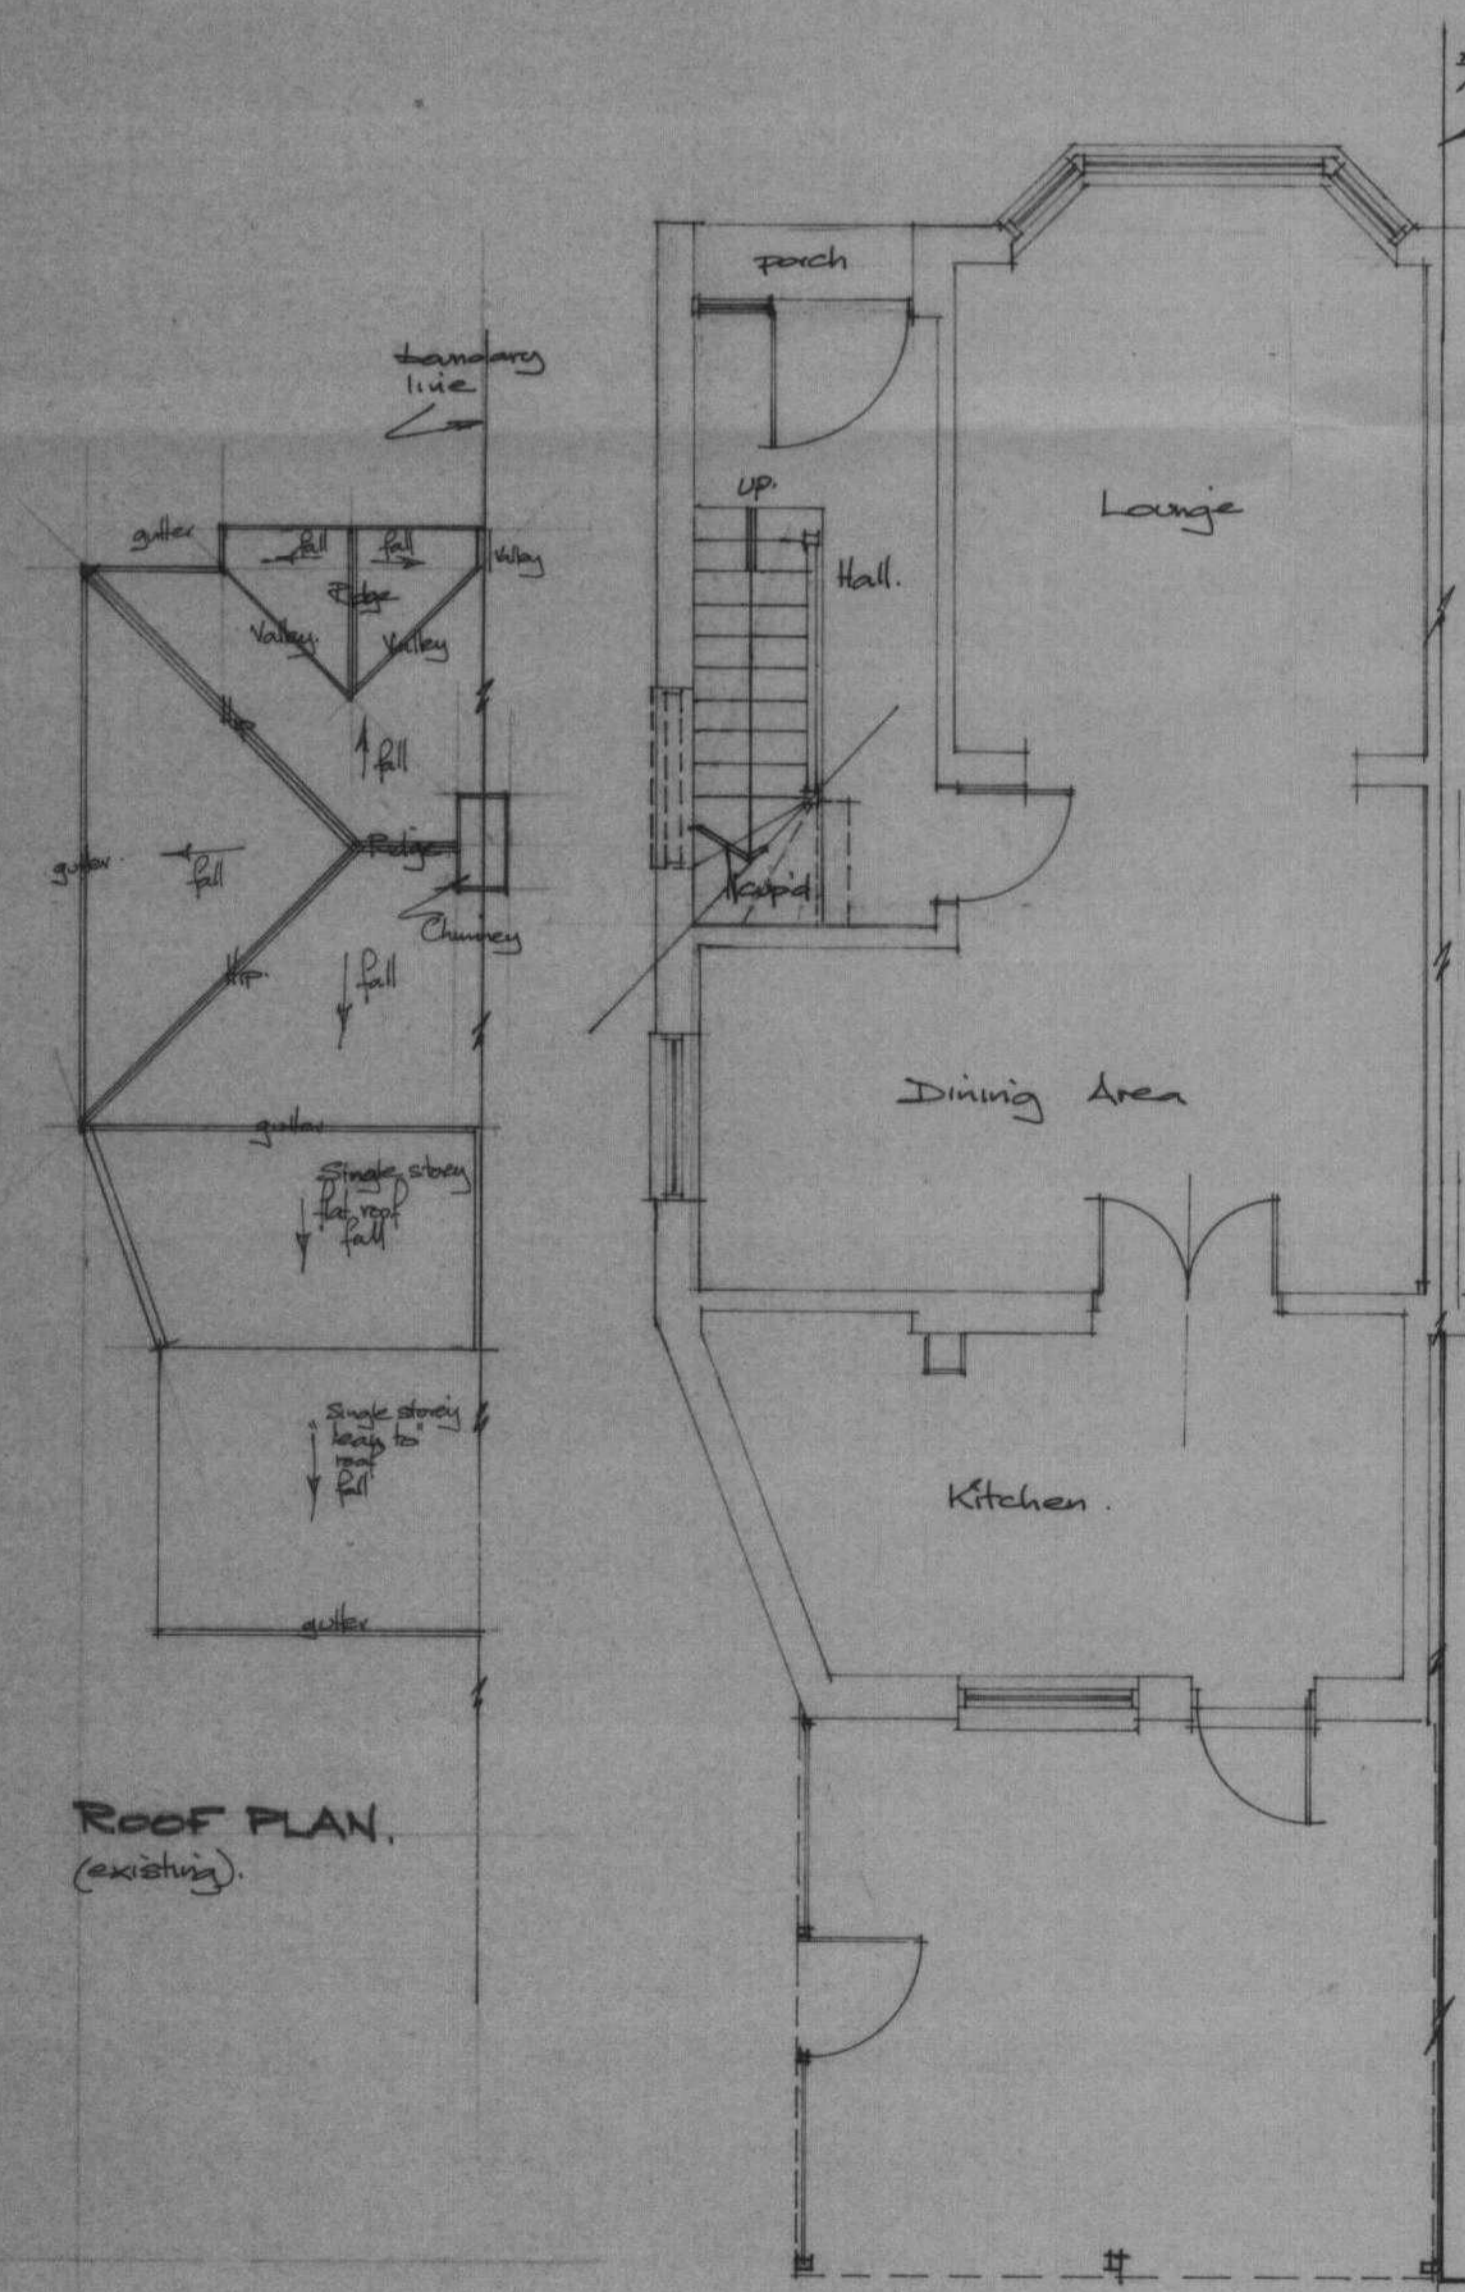 boundary
line
gutter
fall
fall
Valley
Ridge
Valley.
Valley
Hip
fall
Ridge
gutter.
fall
Chimney
Hip.
fall
gutter
Single storey
flat roof
fall
Single storey
"lean to"
roof
fall
gutter
ROOF PLAN.
(existing).
porch
up.
Hall.
Lounge
cup'd
Dining Area
Kitchen.